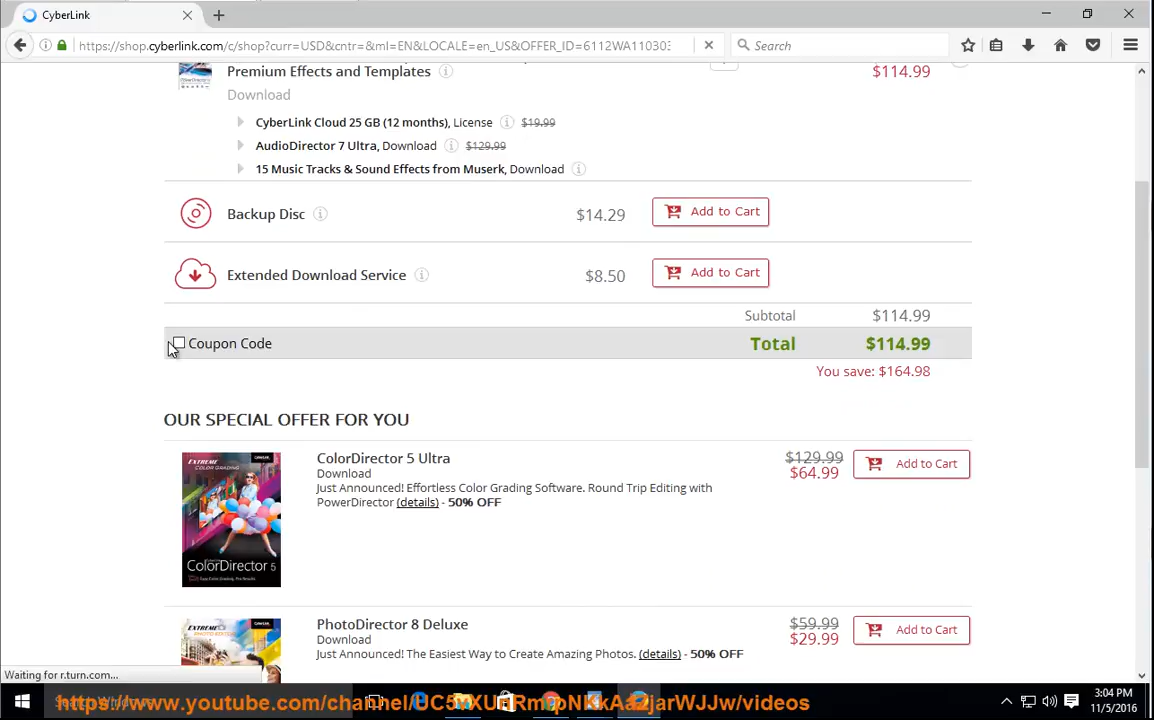 CyberLink
https://shop.cyberlink.com/c/shop?curr=USD&cntr=&ml=EN&LOCALE=en_US&OFFER_ID=6112WA11030
Search
Premium Effects and Templates
$114.99
Download
CyberLink Cloud 25 GB (12 months), License $19.99
AudioDirector 7 Ultra, Download $129.99
15 Music Tracks & Sound Effects from Muserk, Download
Backup Disc $14.29 Add to Cart
Extended Download Service $8.50 Add to Cart
Subtotal $114.99
Coupon Code Total $114.99
You save: $164.98
OUR SPECIAL OFFER FOR YOU
ColorDirector 5 Ultra $129.99 Add to Cart
Download $64.99
Just Announced! Effortless Color Grading Software. Round Trip Editing with
PowerDirector (details) - 50% OFF
EXTREME COLOR GRADING
ColorDirector 5
PhotoDirector 8 Deluxe $59.99 Add to Cart
Download $29.99
Just Announced! The Easiest Way to Create Amazing Photos. (details) - 50% OFF
Waiting for r.turn.com...
3:04 PM
11/5/2016